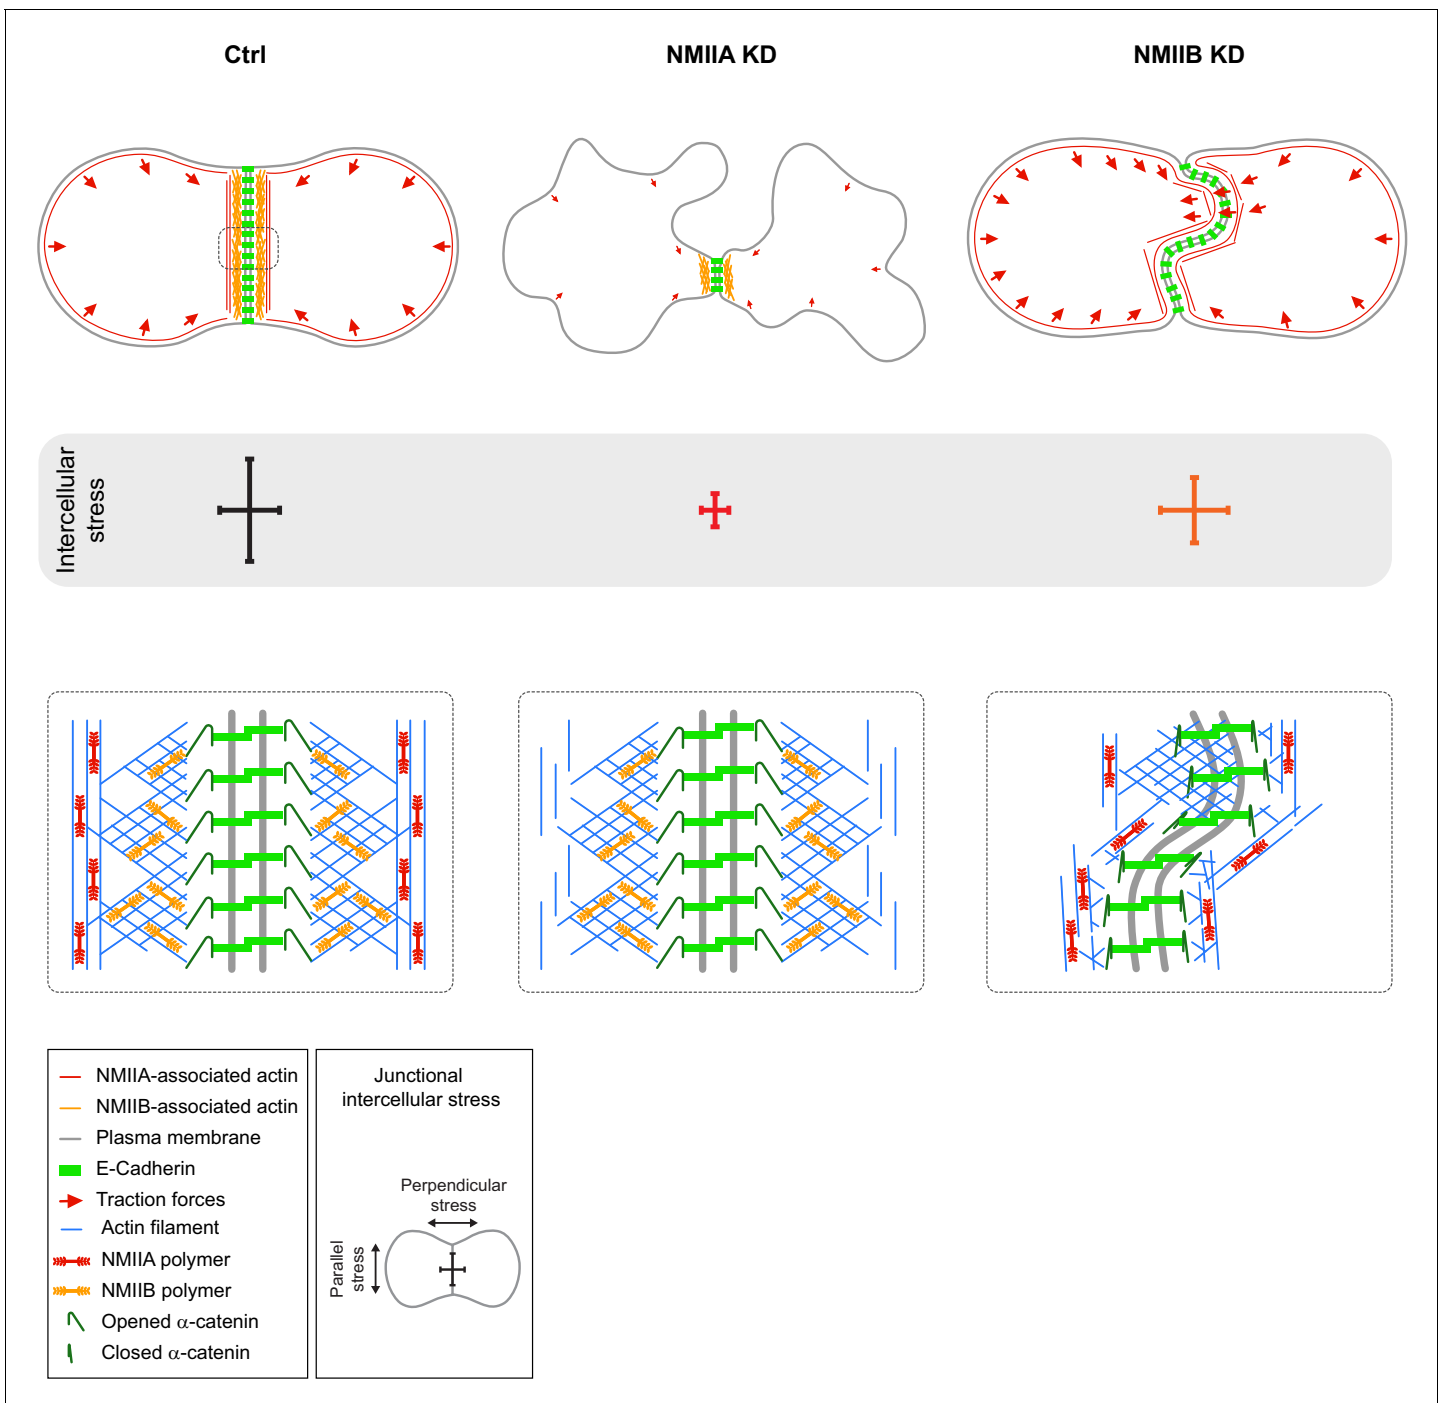 Ctrl
NMIIA KD
NMIIB KD
Intercellular
stress
NMIIA-associated actin
NMIIB-associated actin
Plasma membrane
E-Cadherin
Traction forces
Actin filament
NMIIA polymer
NMIIB polymer
Opened α-catenin
Closed α-catenin
Junctional
intercellular stress
Perpendicular
stress
Parallel
stress